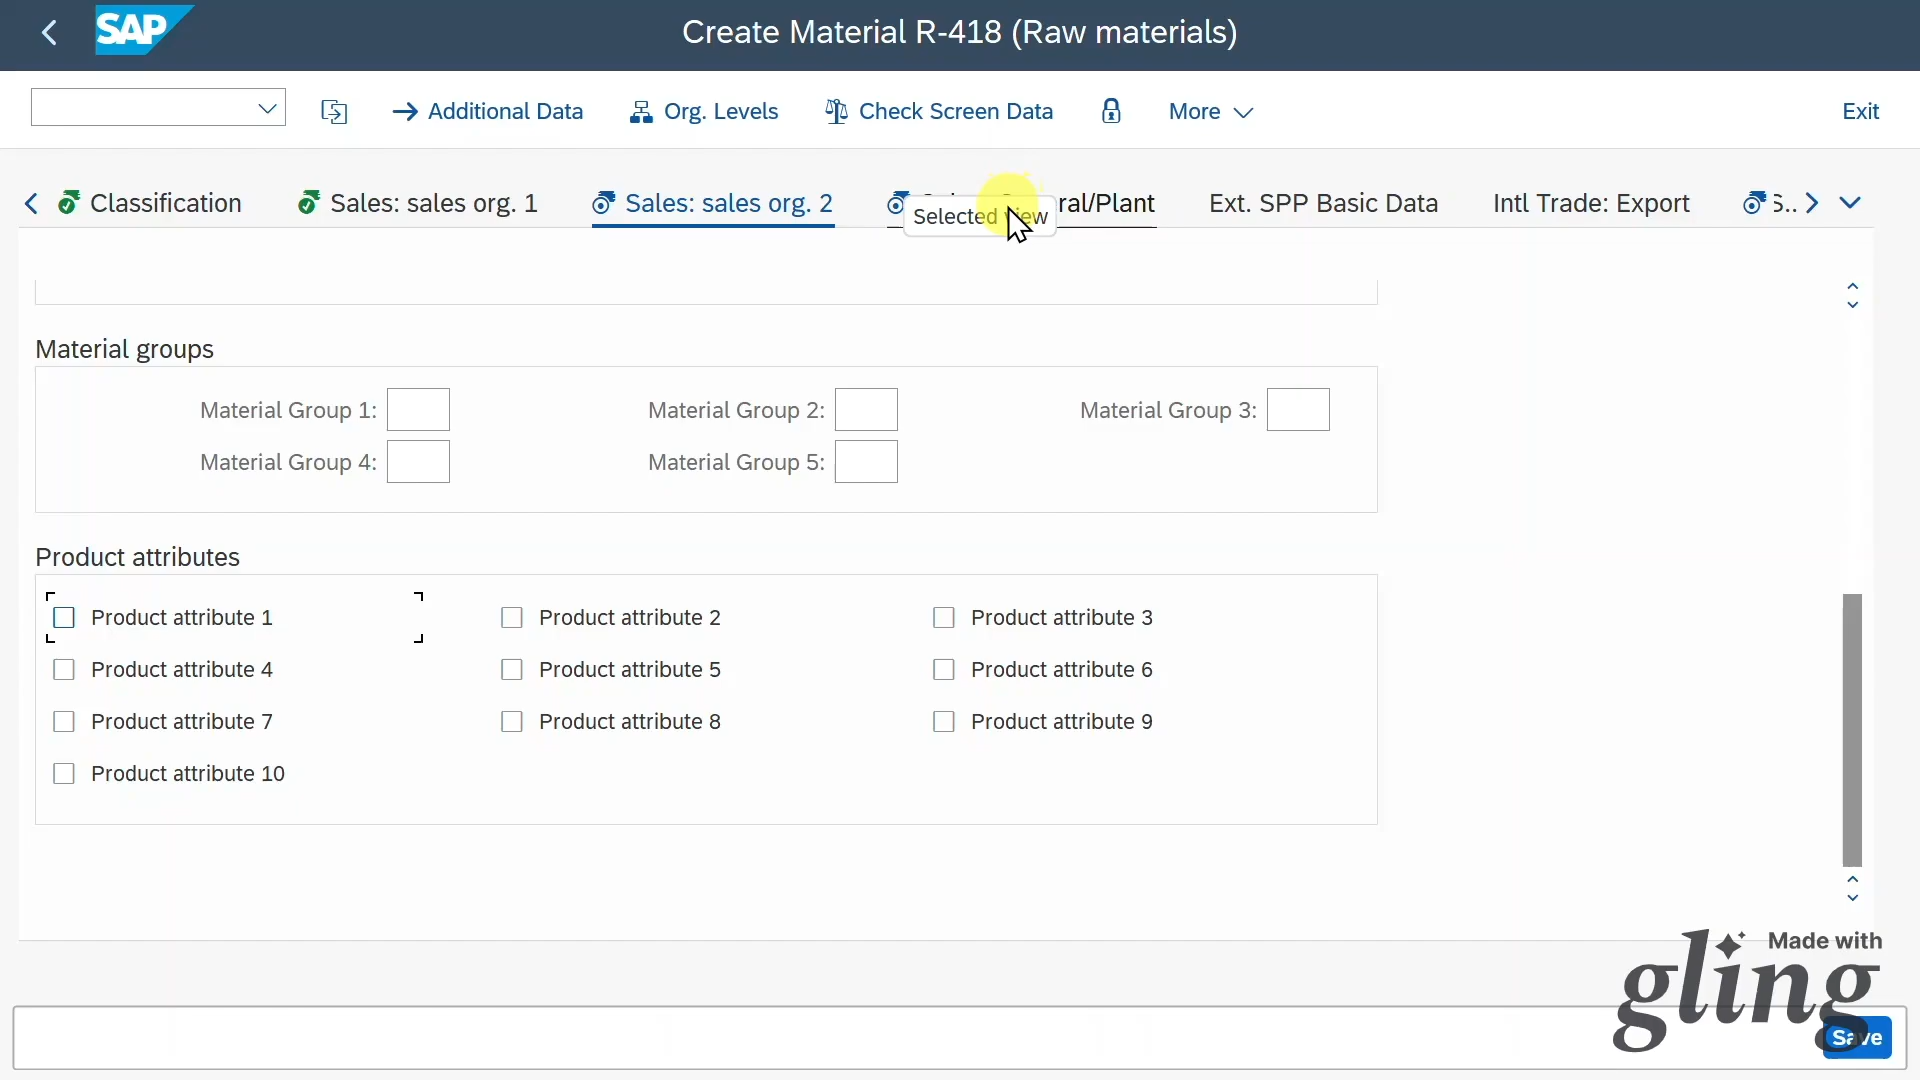 SAP
Create Material R-418 (Raw materials)
Additional Data
Org. Levels
Check Screen Data
More
Exit
Classification
Sales: sales org. 1
Sales: sales org. 2
ral/Plant
Ext. SPP Basic Data
Intl Trade: Export
S..
Selected view
Material groups
Material Group 1:
Material Group 2:
Material Group 3:
Material Group 4:
Material Group 5:
Product attributes
Product attribute 1
Product attribute 2
Product attribute 3
Product attribute 4
Product attribute 5
Product attribute 6
Product attribute 7
Product attribute 8
Product attribute 9
Product attribute 10
Made with
gling
Save